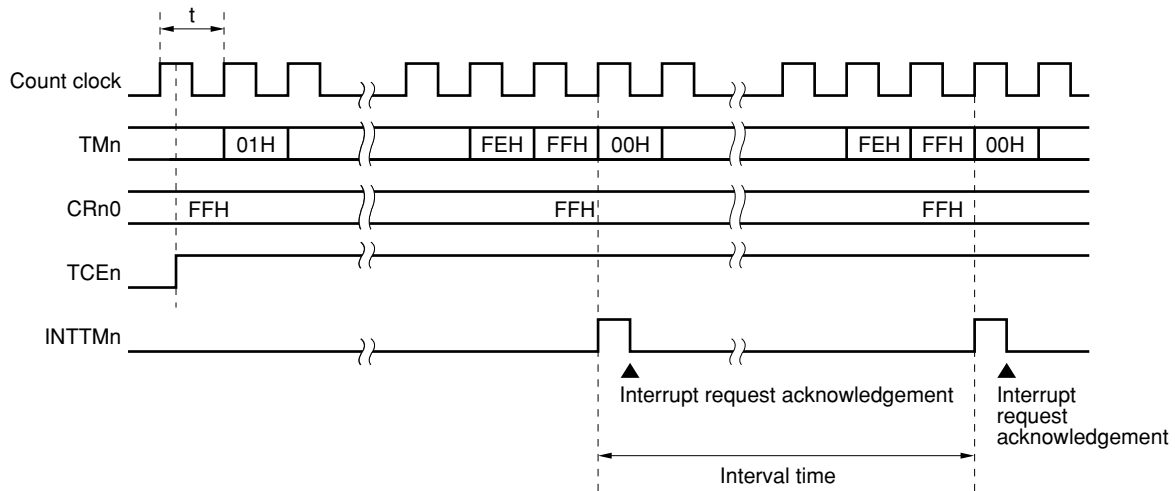 t
Count clock
TMn 01H FEH FFH 00H FEH FFH 00H
CRn0 FFH FFH FFH
TCEn
INTTMn
Interrupt request acknowledgement
Interrupt
request
acknowledgement
Interval time